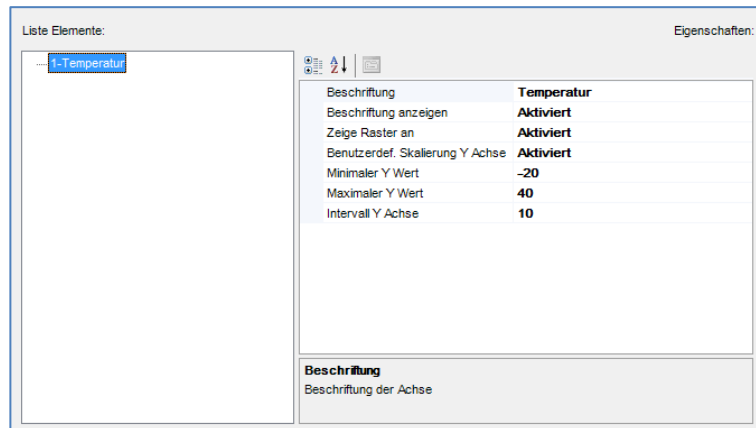 Liste Elemente:
Eigenschaften:
1-Temperatur
Beschriftung Temperatur
Beschriftung anzeigen Aktiviert
Zeige Raster an Aktiviert
Benutzerdef. Skalierung Y Achse Aktiviert
Minimaler Y Wert -20
Maximaler Y Wert 40
Intervall Y Achse 10
Beschriftung
Beschriftung der Achse